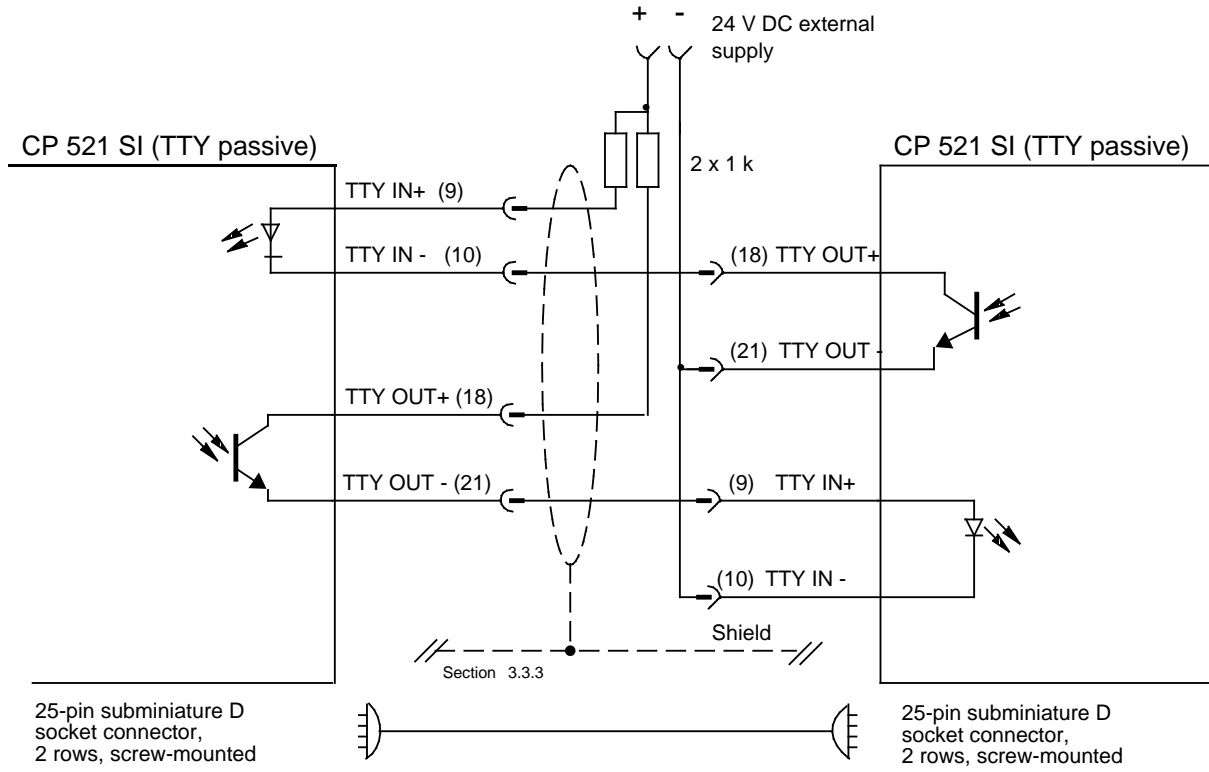 + -
24 V DC external
supply
CP 521 SI (TTY passive)
CP 521 SI (TTY passive)
2 x 1 k
TTY IN+ (9)
TTY IN - (10)
(18) TTY OUT+
(21) TTY OUT -
TTY OUT+ (18)
TTY OUT - (21)
(9) TTY IN+
(10) TTY IN -
Shield
Section 3.3.3
25-pin subminiature D
socket connector,
2 rows, screw-mounted
25-pin subminiature D
socket connector,
2 rows, screw-mounted